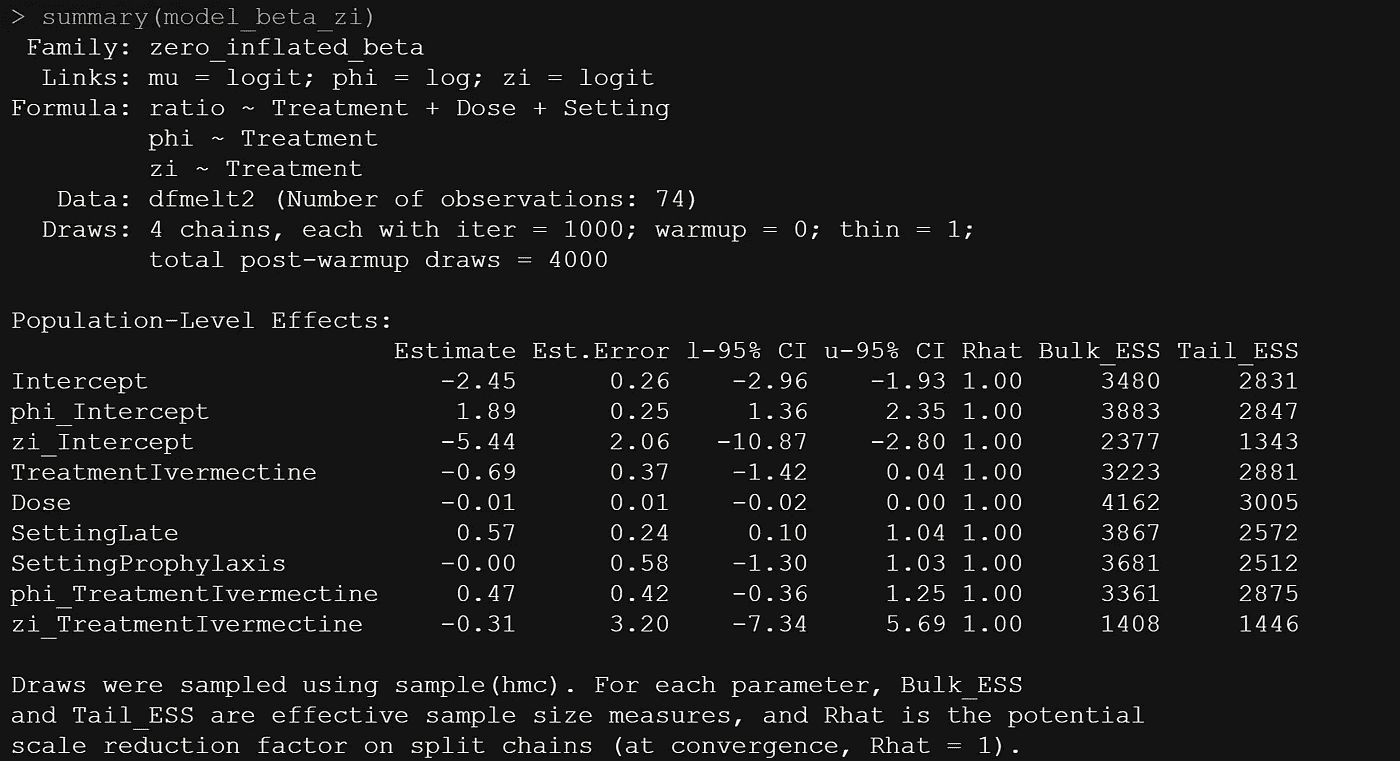 > summary(model_beta_zi)
Family: zero_inflated_beta
Links: mu = logit; phi = log; zi = logit
Formula: ratio ~ Treatment + Dose + Setting
phi ~ Treatment
zi ~ Treatment
Data: dfmelt2 (Number of observations: 74)
Draws: 4 chains, each with iter = 1000; warmup = 0; thin = 1;
total post-warmup draws = 4000
Population-Level Effects:
Estimate Est.Error l-95% CI u-95% CI Rhat Bulk_ESS Tail_ESS
Intercept -2.45 0.26 -2.96 -1.93 1.00 3480 2831
phi_Intercept 1.89 0.25 1.36 2.35 1.00 3883 2847
zi_Intercept -5.44 2.06 -10.87 -2.80 1.00 2377 1343
TreatmentIvermectine -0.69 0.37 -1.42 0.04 1.00 3223 2881
Dose -0.01 0.01 -0.02 0.00 1.00 4162 3005
SettingLate 0.57 0.24 0.10 1.04 1.00 3867 2572
SettingProphylaxis -0.00 0.58 -1.30 1.03 1.00 3681 2512
phi_TreatmentIvermectine 0.47 0.42 -0.36 1.25 1.00 3361 2875
zi_TreatmentIvermectine -0.31 3.20 -7.34 5.69 1.00 1408 1446
Draws were sampled using sample(hmc). For each parameter, Bulk_ESS
and Tail_ESS are effective sample size measures, and Rhat is the potential
scale reduction factor on split chains (at convergence, Rhat = 1).